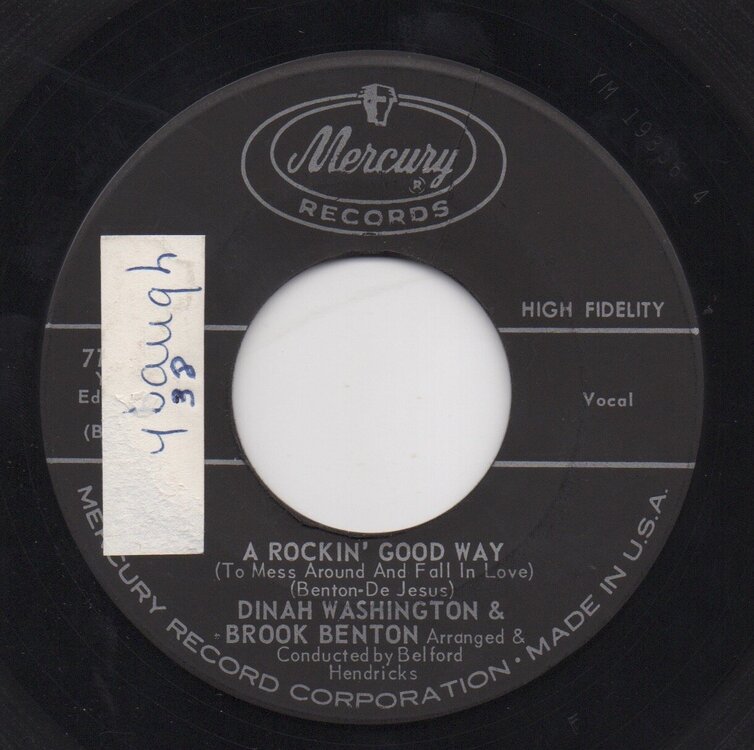 Mercury
®
RECORDS
HIGH FIDELITY
Vocal
A ROCKIN' GOOD WAY
(To Mess Around And Fall In Love)
(Benton-De Jesus)
DINAH WASHINGTON &
BROOK BENTON Arranged &
Conducted by Belford
Hendricks
MERCURY RECORD CORPORATION • MADE IN U.S.A.
38